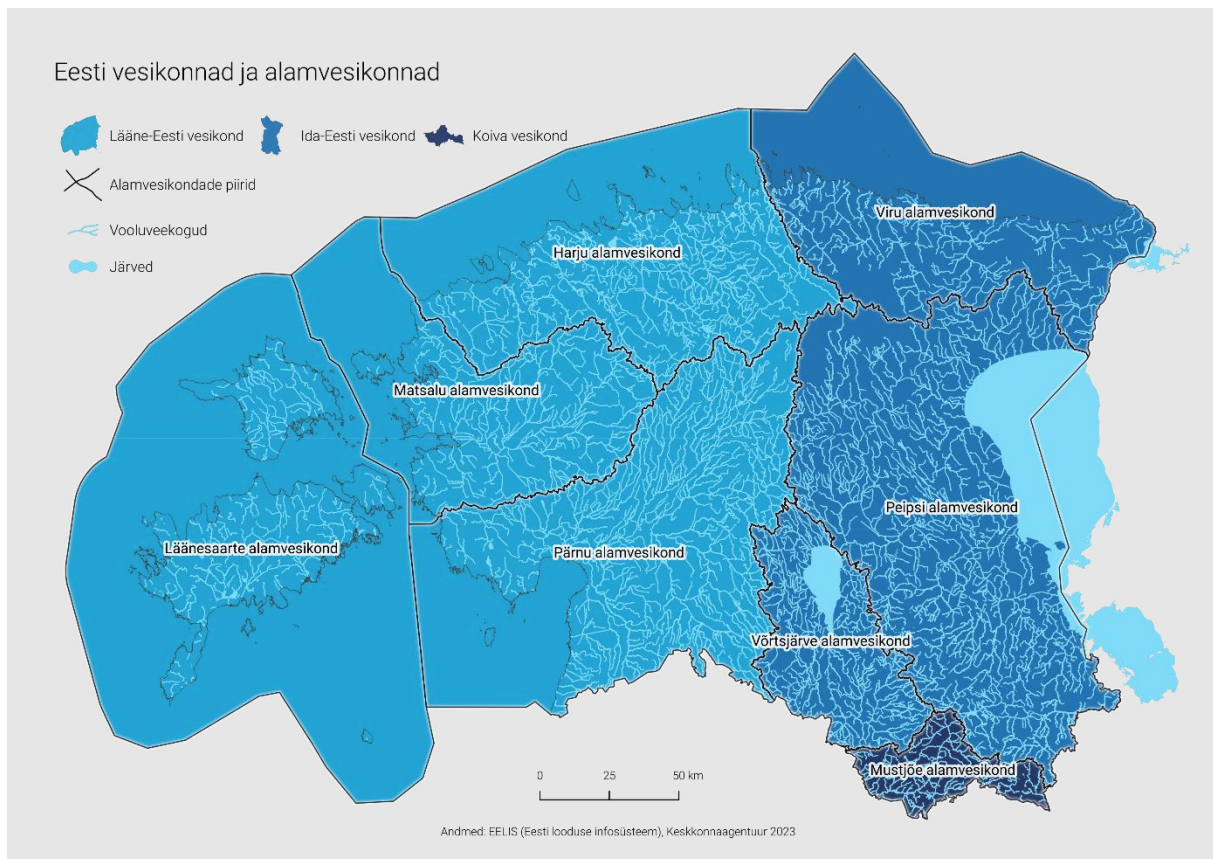 Eesti vesikonnad ja alamvesikonnad
Lääne-Eesti vesikond
Ida-Eesti vesikond
Koiva vesikond
Alamvesikondade piirid
Vooluveekogud
Järved
Viru alamvesikond
Harju alamvesikond
Matsalu alamvesikond
Peipsi alamvesikond
Läänesaarte alamvesikond
Pärnu alamvesikond
Võrtsjärve alamvesikond
Mustjõe alamvesikond
0 25 50 km
Andmed: EELIS (Eesti looduse infosüsteem), Keskkonnaagentuur 2023